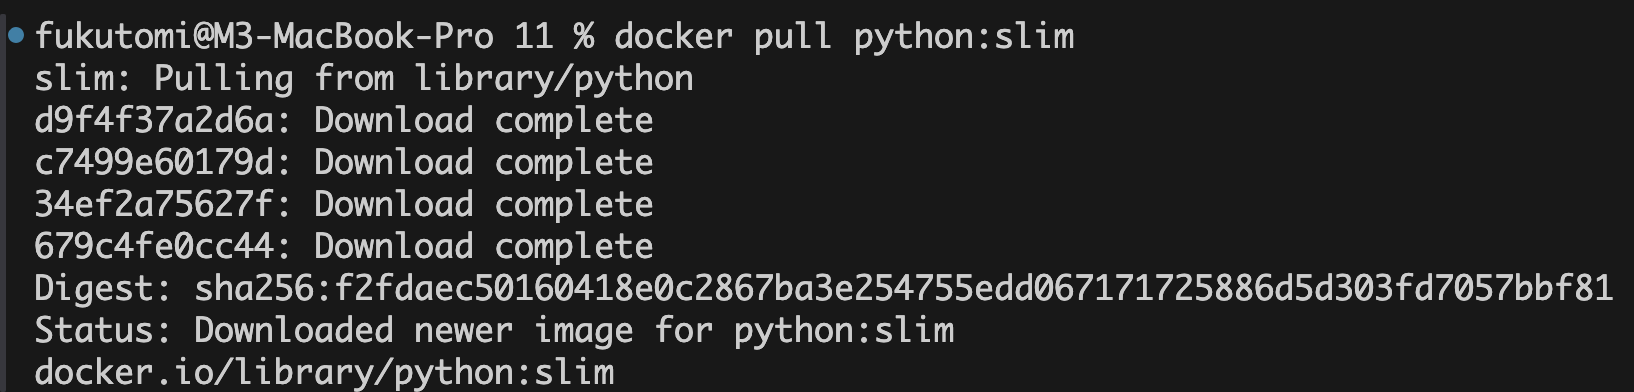 fukutomi@M3-MacBook-Pro 11 % docker pull python:slim
slim: Pulling from library/python
d9f4f37a2d6a: Download complete
c7499e60179d: Download complete
34ef2a75627f: Download complete
679c4fe0cc44: Download complete
Digest: sha256:f2fdaec50160418e0c2867ba3e254755edd067171725886d5d303fd7057bbf81
Status: Downloaded newer image for python:slim
docker.io/library/python:slim